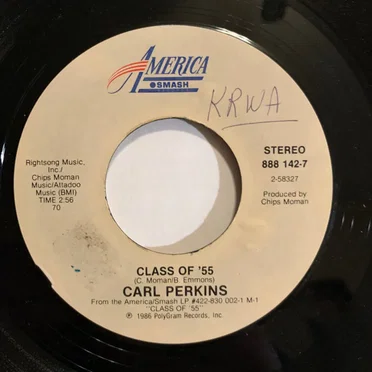 AMERICA
SMASH
RECORDS
KRWA
STEREO
888 142-7
2-58327
Produced by
Chips Moman
Rightsong Music,
Inc./
Chips Moman
Music/Altadoo
Music (BMI)
TIME 2:56
70
CLASS OF '55
(C. Moman/B. Emmons)
CARL PERKINS
From the America/Smash LP #422-830 002-1 M-1
"CLASS OF '55"
℗ 1986 PolyGram Records, Inc.